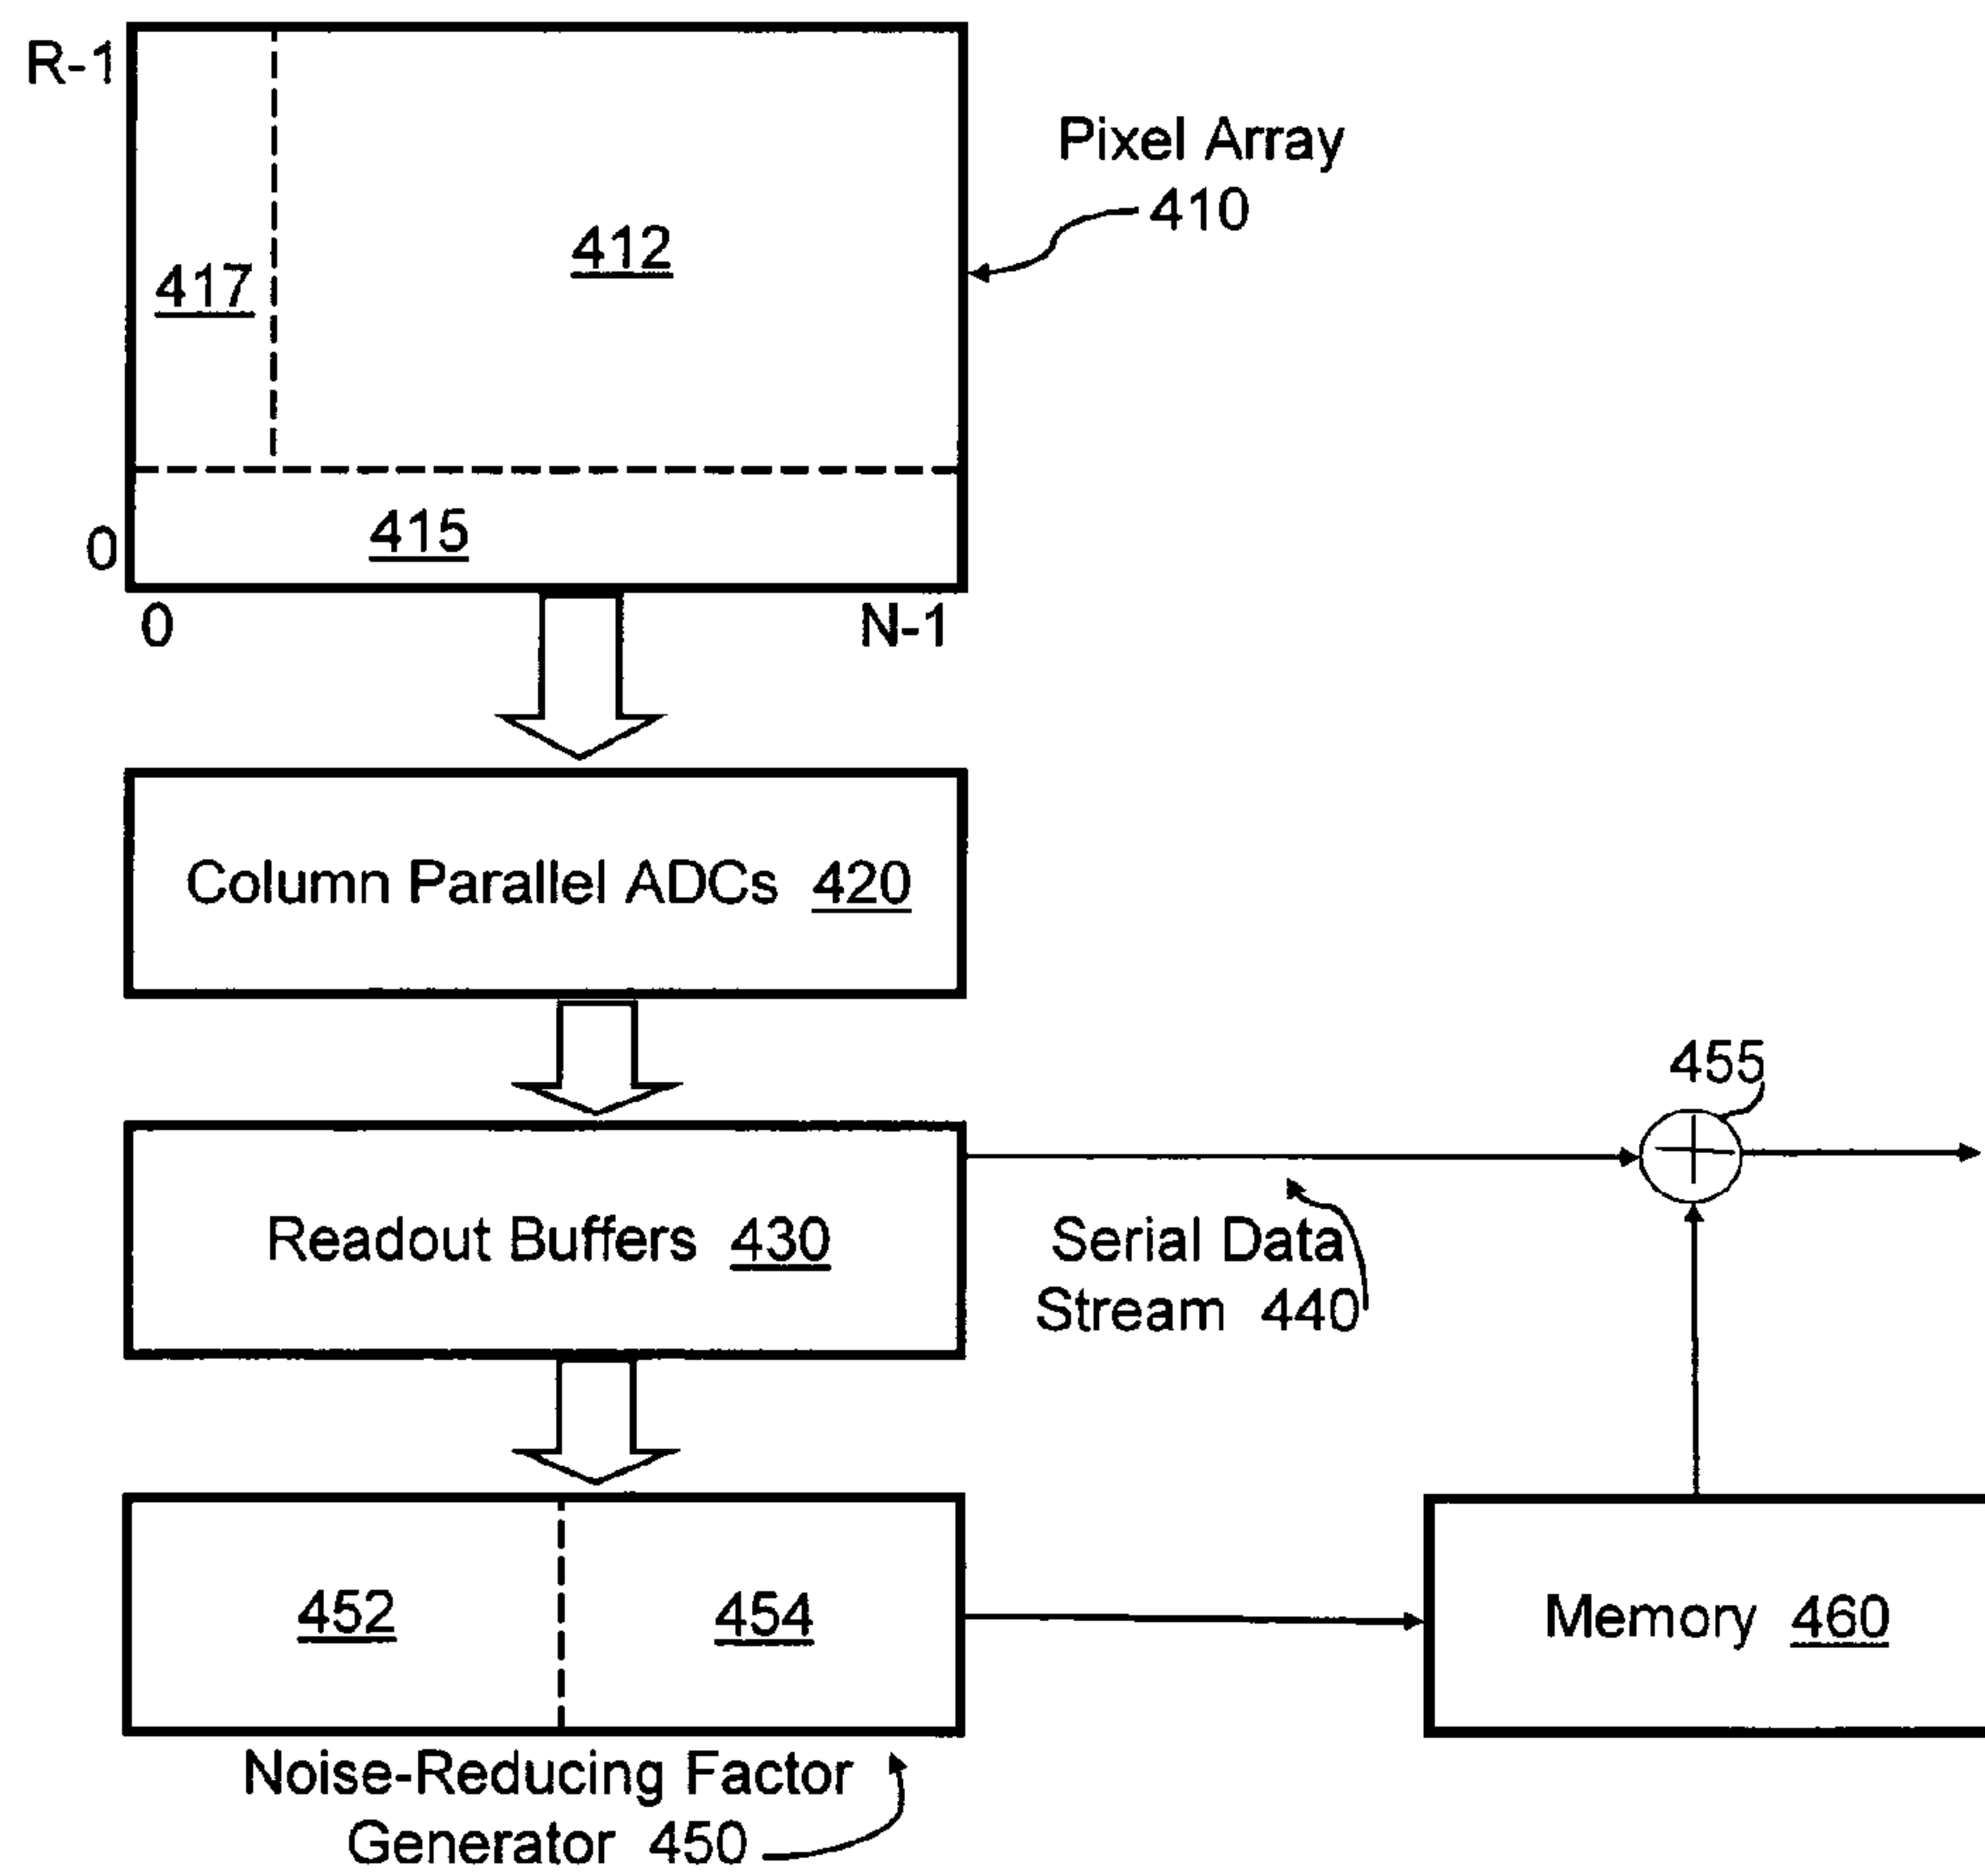 R-1
Pixel Array
410
412
417
415
0
0
N-1
Column Parallel ADCs 420
455
Readout Buffers 430
Serial Data
Stream 440
452
454
Memory 460
Noise-Reducing Factor
Generator 450